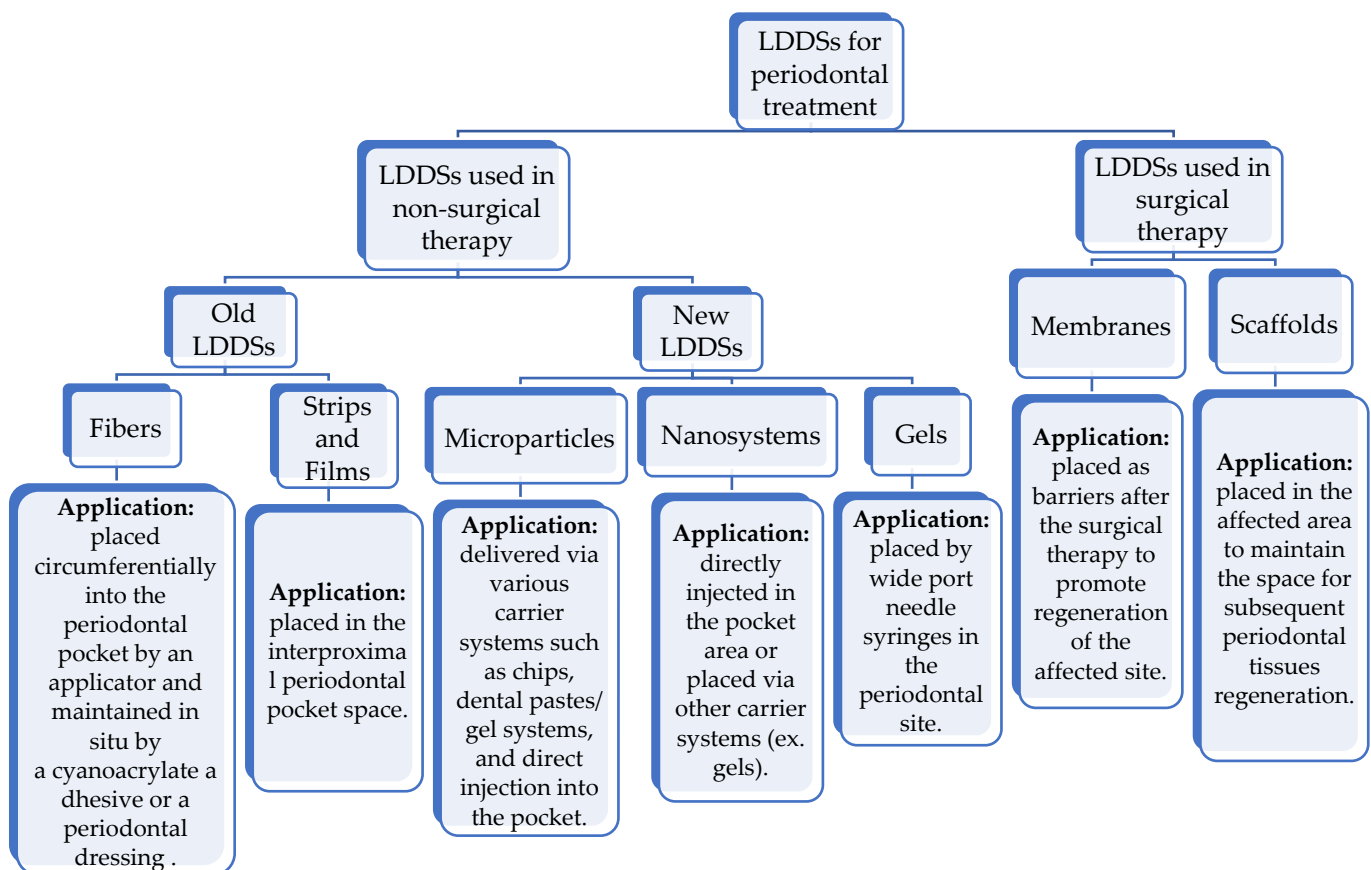 LDDSs for
periodontal
treatment
LDDSs used in
non-surgical
therapy
LDDSs used in
surgical
therapy
Old
LDDSs
New
LDDSs
Membranes
Scaffolds
Fibers
Strips
and
Films
Microparticles
Nanosystems
Gels
Application:
placed
circumferentially
into the
periodontal
pocket by an
applicator and
maintained in
situ by
a cyanoacrylate a
dhesive or a
periodontal
dressing .
Application:
placed in the
interproxima
l periodontal
pocket space.
Application:
delivered via
various
carrier
systems such
as chips,
dental pastes/
gel systems,
and direct
injection into
the pocket.
Application:
directly
injected in
the pocket
area or
placed via
other carrier
systems (ex.
gels).
Application:
placed by
wide port
needle
syringes in
the
periodontal
site.
Application:
placed as
barriers after
the surgical
therapy to
promote
regeneration
of the
affected site.
Application:
placed in the
affected area
to maintain
the space for
subsequent
periodontal
tissues
regeneration.